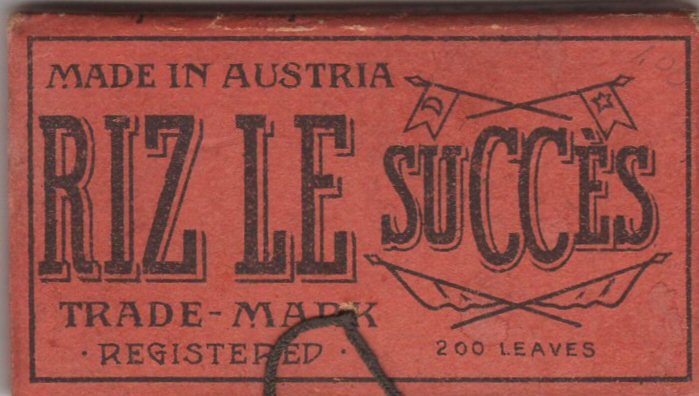 MADE IN AUSTRIA
RIZ LE SUCCÈS
TRADE-MARK
· REGISTERED ·
200 LEAVES